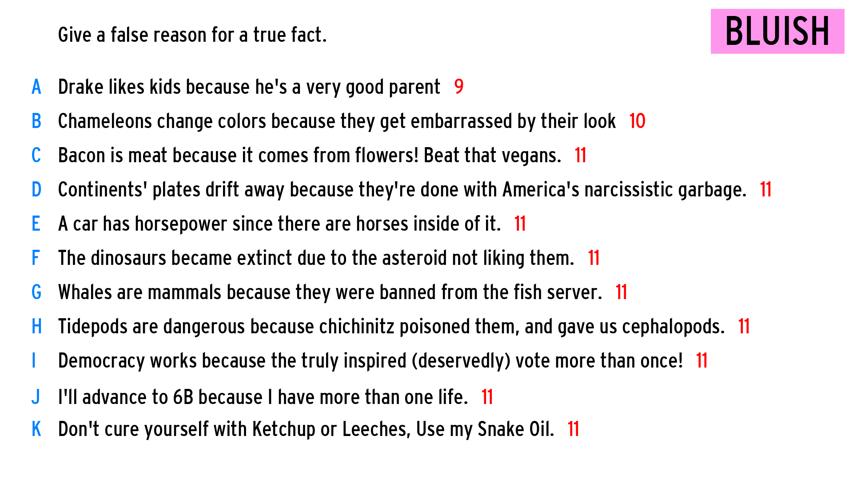 Give a false reason for a true fact.
BLUISH
A Drake likes kids because he's a very good parent 9
B Chameleons change colors because they get embarrassed by their look 10
C Bacon is meat because it comes from flowers! Beat that vegans. 11
D Continents' plates drift away because they're done with America's narcissistic garbage. 11
E A car has horsepower since there are horses inside of it. 11
F The dinosaurs became extinct due to the asteroid not liking them. 11
G Whales are mammals because they were banned from the fish server. 11
H Tidepods are dangerous because chichinitz poisoned them, and gave us cephalopods. 11
I Democracy works because the truly inspired (deservedly) vote more than once! 11
J I'll advance to 6B because I have more than one life. 11
K Don't cure yourself with Ketchup or Leeches, Use my Snake Oil. 11